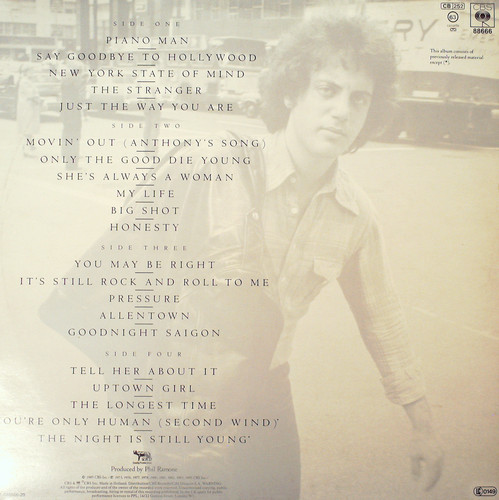 SIDE ONE
PIANO MAN
SAY GOODBYE TO HOLLYWOOD
NEW YORK STATE OF MIND
THE STRANGER
JUST THE WAY YOU ARE
SIDE TWO
MOVIN' OUT (ANTHONY'S SONG)
ONLY THE GOOD DIE YOUNG
SHE'S ALWAYS A WOMAN
MY LIFE
BIG SHOT
HONESTY
SIDE THREE
YOU MAY BE RIGHT
IT'S STILL ROCK AND ROLL TO ME
PRESSURE
ALLENTOWN
GOODNIGHT SAIGON
SIDE FOUR
TELL HER ABOUT IT
UPTOWN GIRL
THE LONGEST TIME
YOU'RE ONLY HUMAN (SECOND WIND)*
THE NIGHT IS STILL YOUNG*
Produced by Phil Ramone
CB 252
CBS
88666
This album consists of
previously released material
except (*).
RY